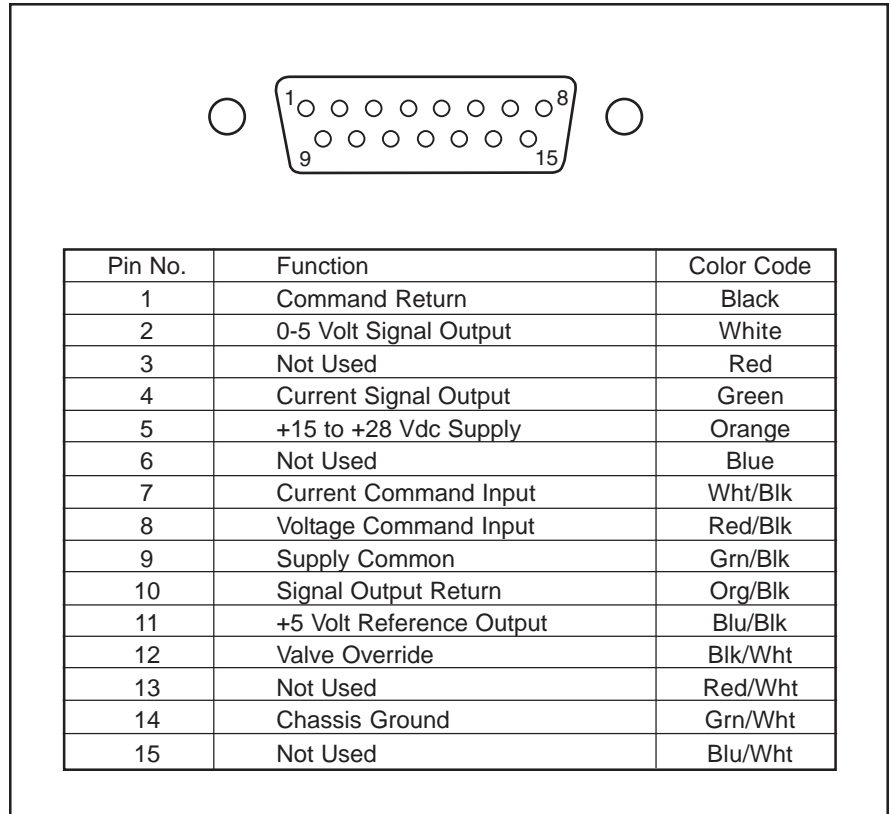 1 8
9 15
Pin No. Function Color Code
1 Command Return Black
2 0-5 Volt Signal Output White
3 Not Used Red
4 Current Signal Output Green
5 +15 to +28 Vdc Supply Orange
6 Not Used Blue
7 Current Command Input Wht/Blk
8 Voltage Command Input Red/Blk
9 Supply Common Grn/Blk
10 Signal Output Return Org/Blk
11 +5 Volt Reference Output Blu/Blk
12 Valve Override Blk/Wht
13 Not Used Red/Wht
14 Chassis Ground Grn/Wht
15 Not Used Blu/Wht